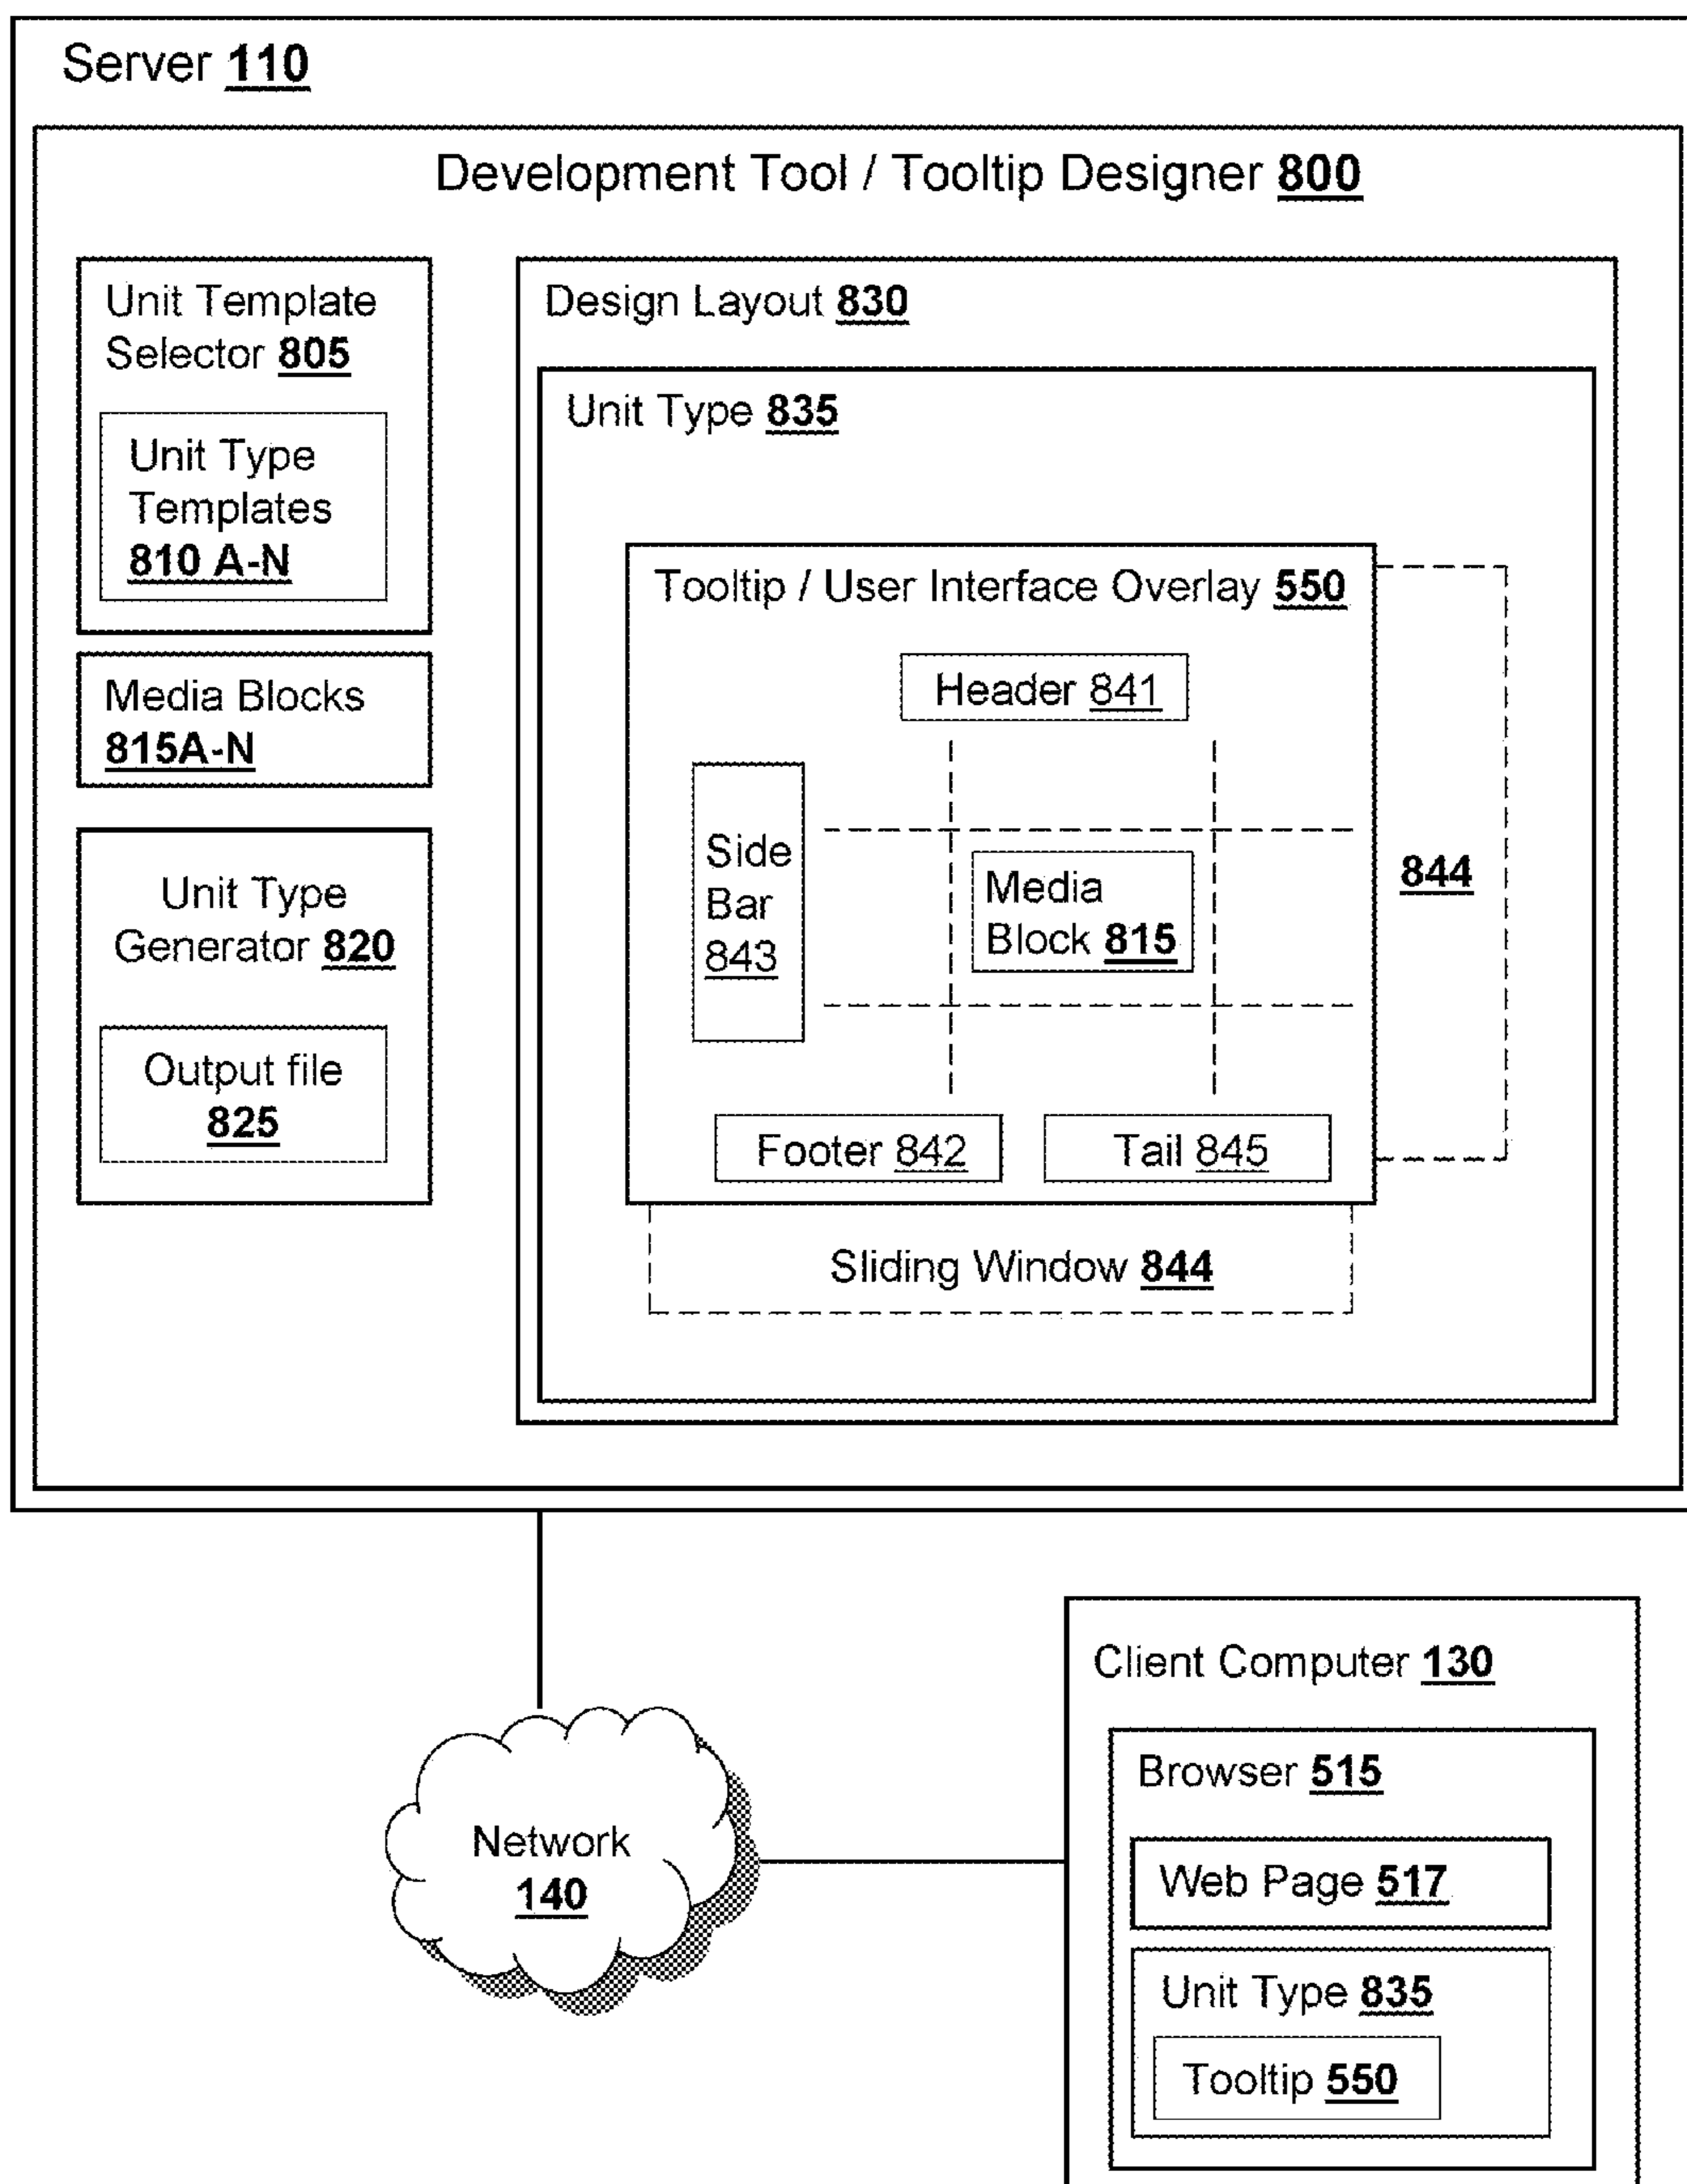 Server 110
Development Tool / Tooltip Designer 800
Unit Template
Selector 805
Unit Type
Templates
810 A-N
Media Blocks
815A-N
Unit Type
Generator 820
Output file
825
Design Layout 830
Unit Type 835
Tooltip / User Interface Overlay 550
Header 841
Side
Bar
843
Media
Block 815
844
Footer 842
Tail 845
Sliding Window 844
Network
140
Client Computer 130
Browser 515
Web Page 517
Unit Type 835
Tooltip 550